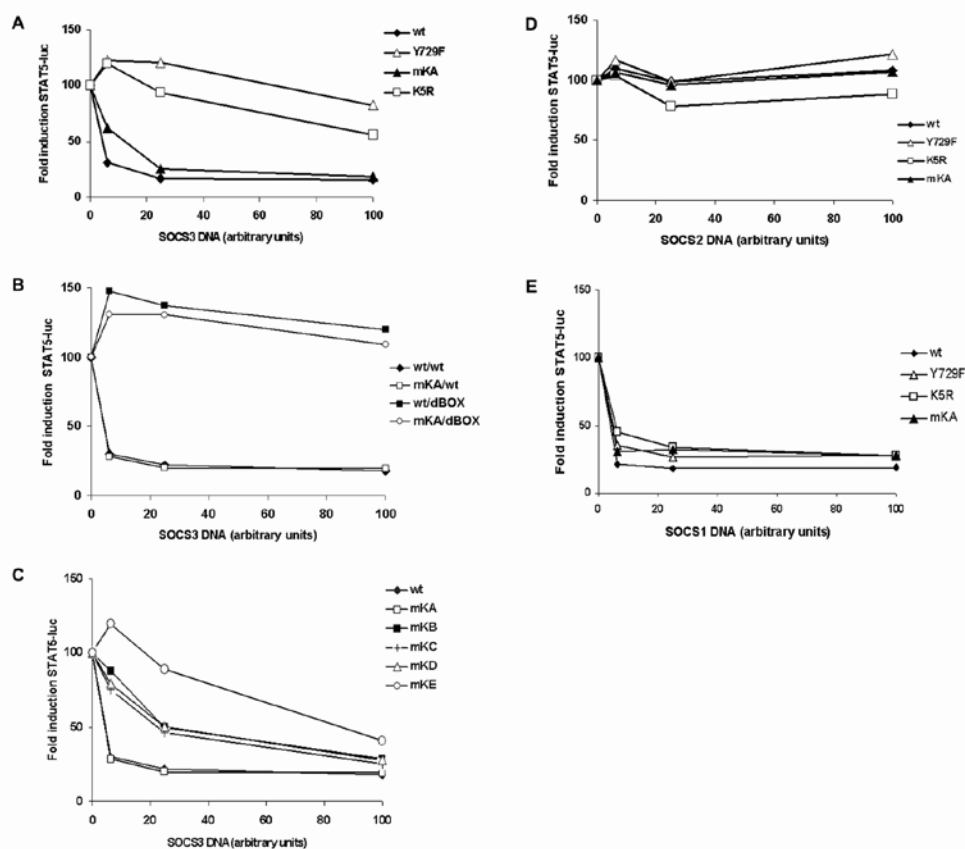 A
Fold induction STAT5-luc
150
100
50
0
0 20 40 60 80 100
SOCS3 DNA (arbitrary units)
wt
Y729F
mKA
K5R
B
Fold induction STAT5-luc
150
100
50
0
0 20 40 60 80 100
SOCS3 DNA (arbitrary units)
wt/wt
mKA/wt
wt/dBOX
mKA/dBOX
C
Fold induction STAT5-luc
150
100
50
0
0 20 40 60 80 100
SOCS3 DNA (arbitrary units)
wt
mKA
mKB
mKC
mKD
mKE
D
Fold induction STAT5-luc
150
100
50
0
0 20 40 60 80 100
SOCS2 DNA (arbitrary units)
wt
Y729F
K5R
mKA
E
Fold induction STAT5-luc
150
100
50
0
0 20 40 60 80 100
SOCS1 DNA (arbitrary units)
wt
Y729F
K5R
mKA